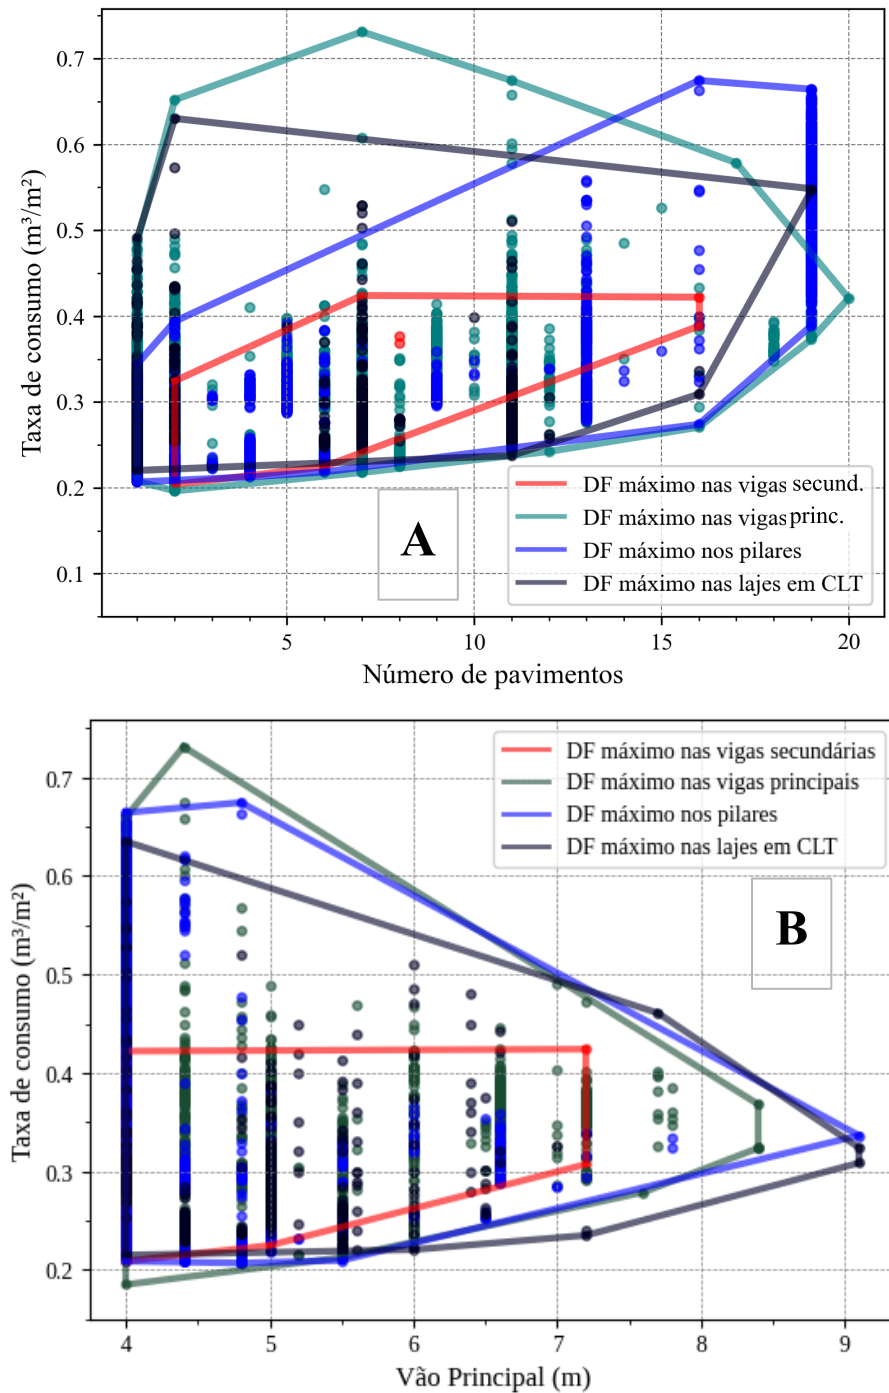 0.7
0.6
0.5
0.4
0.3
0.2
0.1
Taxa de consumo (m³/m²)
DF máximo nas vigas secund.
DF máximo nas vigas princ.
DF máximo nos pilares
DF máximo nas lajes em CLT
A
5 10 15 20
Número de pavimentos
DF máximo nas vigas secundárias
DF máximo nas vigas principais
DF máximo nos pilares
DF máximo nas lajes em CLT
B
0.7
0.6
0.5
0.4
0.3
0.2
Taxa de consumo (m³/m²)
4 5 6 7 8 9
Vão Principal (m)